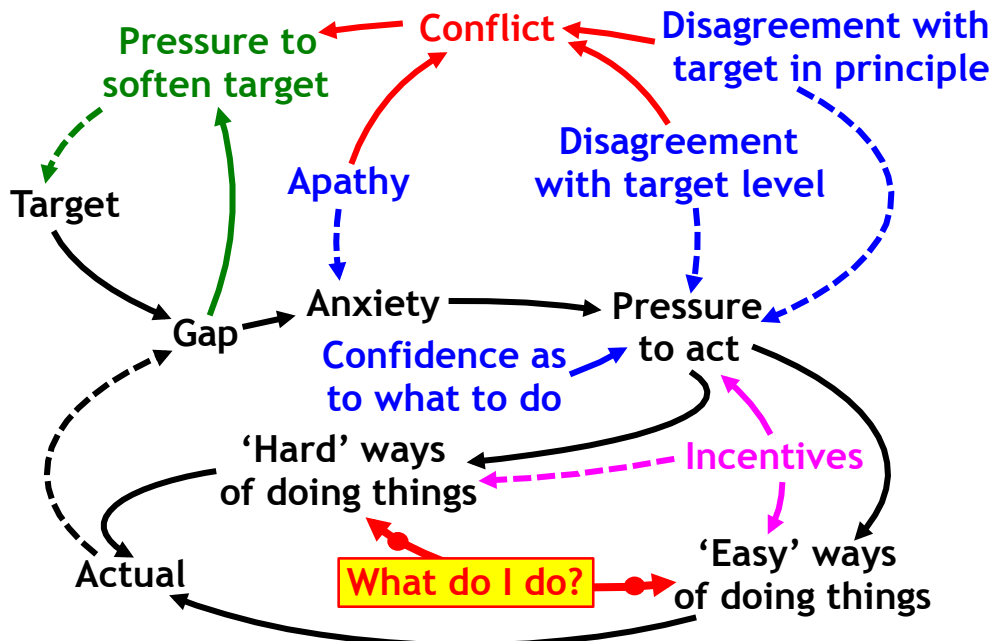 Conflict
Disagreement with
target in principle
Pressure to
soften target
Disagreement
with target level
Apathy
Target
Anxiety
Pressure
to act
Gap
Confidence as
to what to do
‘Hard’ ways
of doing things
Incentives
‘Easy’ ways
of doing things
What do I do?
Actual